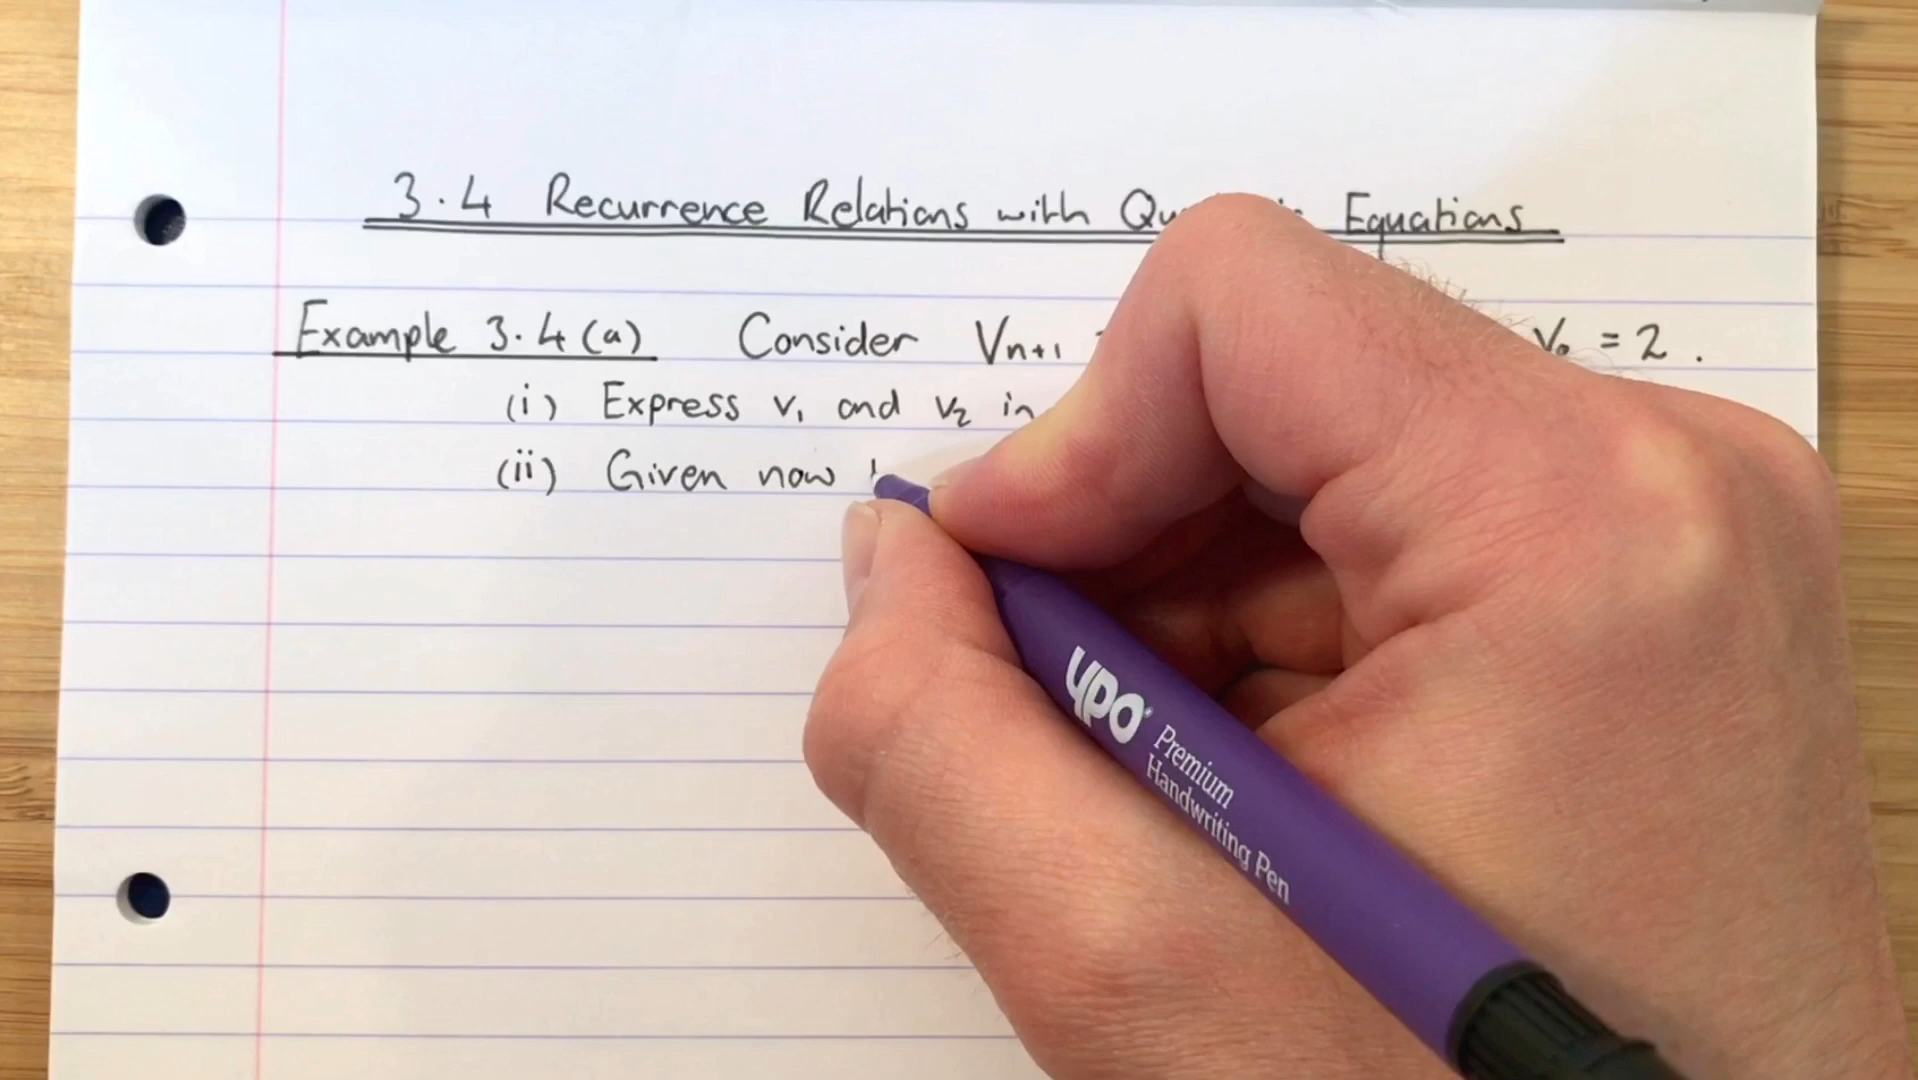 3.4 Recurrence Relations with Equations
Example 3.4(a) Consider Vn+1 V0 = 2 .
(i) Express v1 and v2 in
(ii) Given now
ypo
Premium
Handwriting Pen